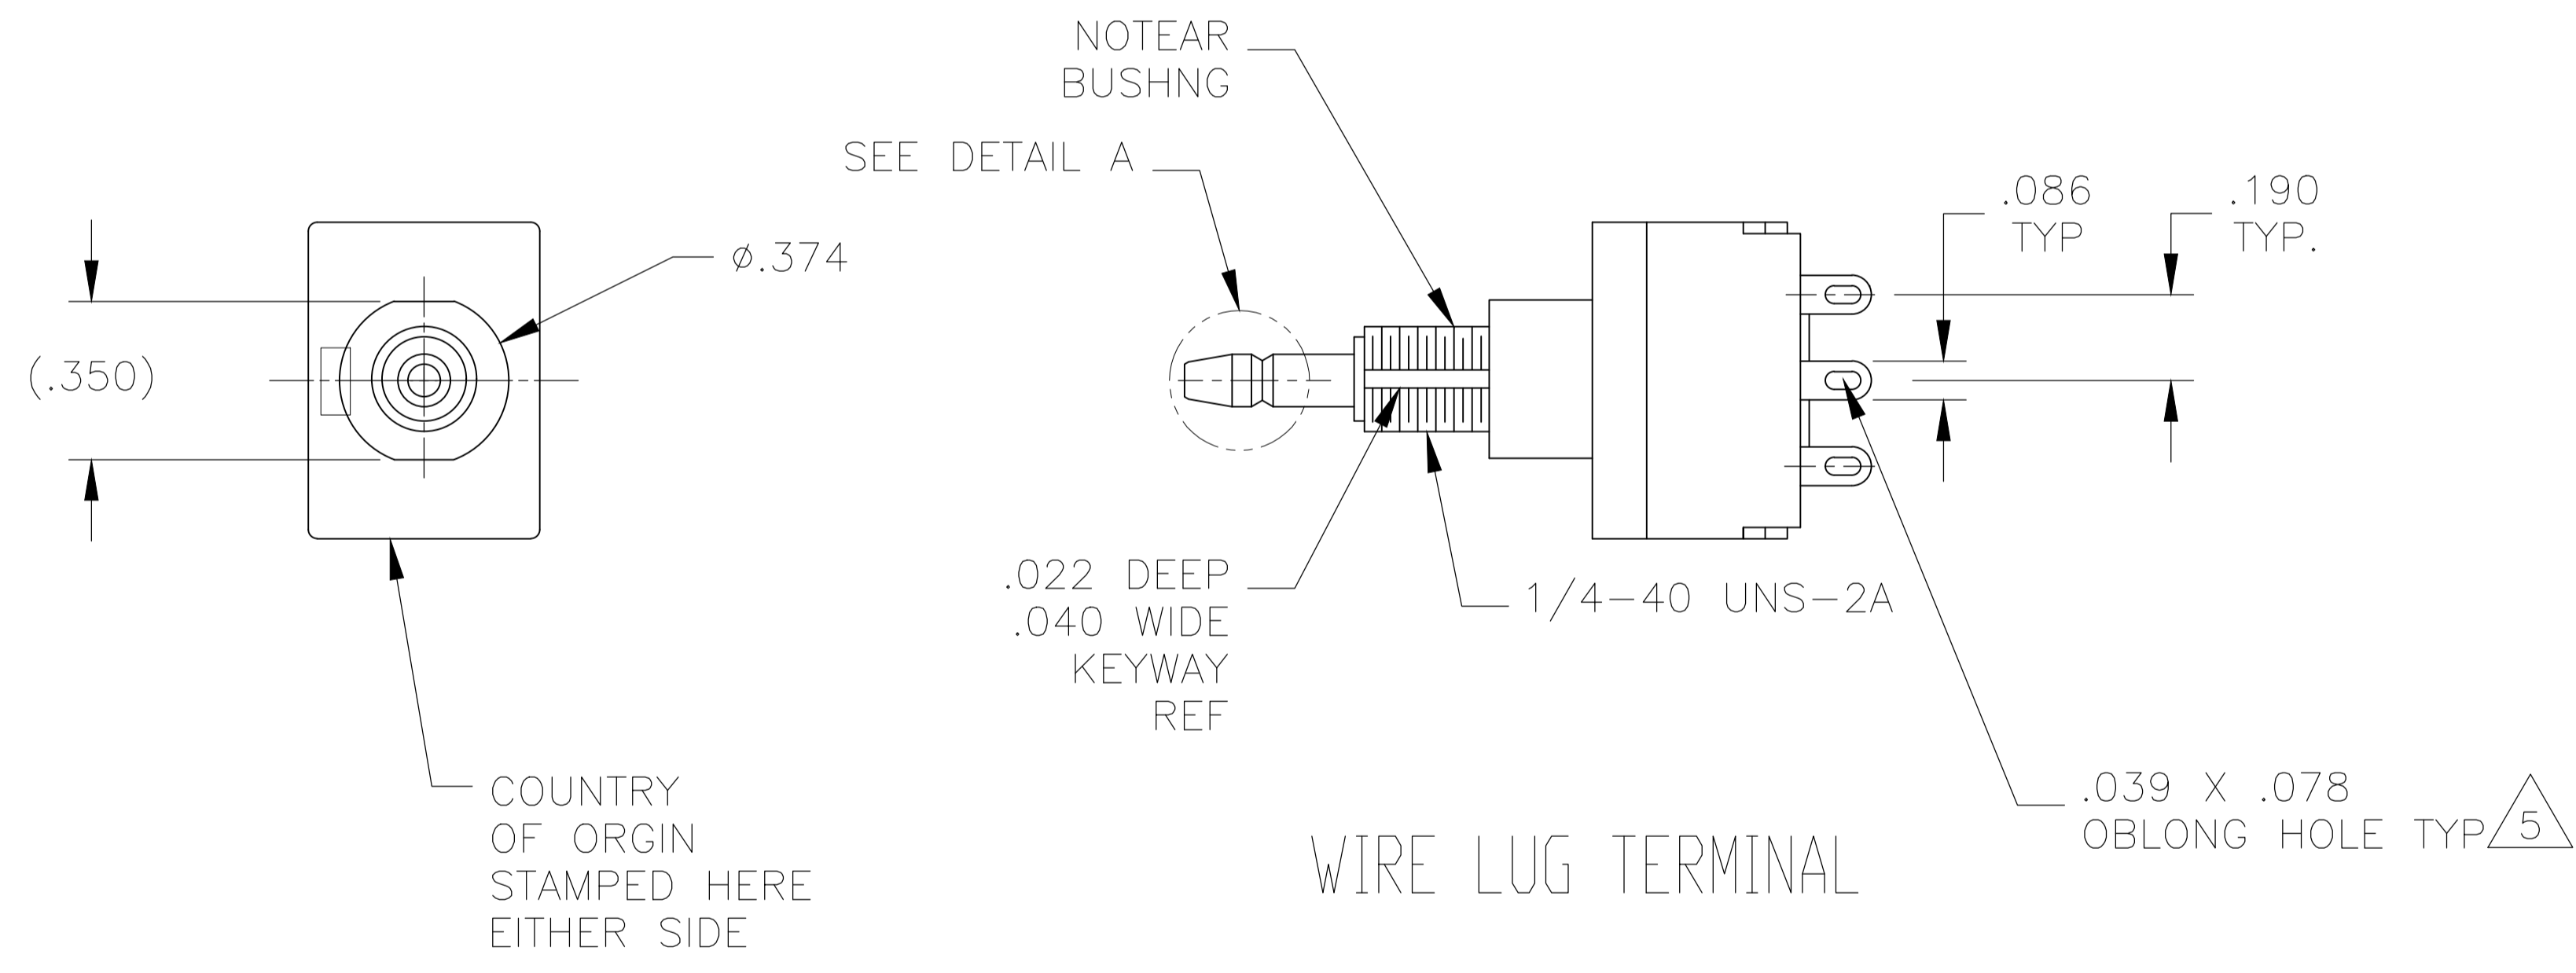 NOTEAR
BUSHNG
SEE DETAIL A
.086
TYP
.190
TYP.
⌀.374
(.350)
.022 DEEP
.040 WIDE
KEYWAY
REF
1/4-40 UNS-2A
COUNTRY
OF ORGIN
STAMPED HERE
EITHER SIDE
.039 X .078
OBLONG HOLE TYP 5
WIRE LUG TERMINAL